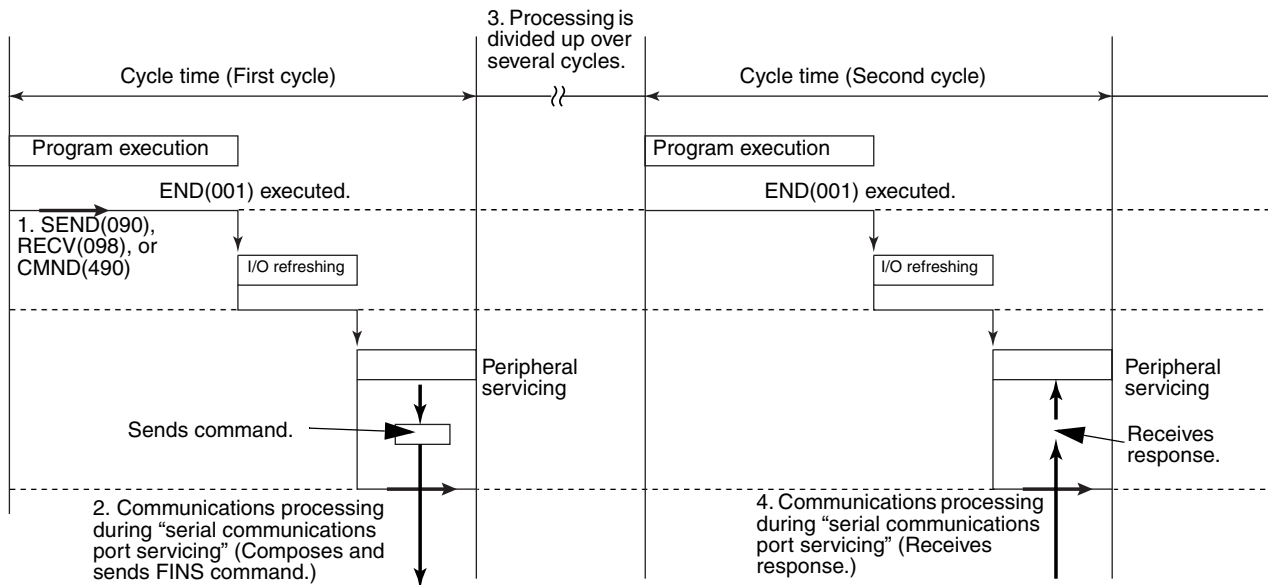 3. Processing is
divided up over
several cycles.
Cycle time (First cycle)
Cycle time (Second cycle)
Program execution
Program execution
END(001) executed.
END(001) executed.
1. SEND(090),
RECV(098), or
CMND(490)
I/O refreshing
I/O refreshing
Peripheral
servicing
Peripheral
servicing
Sends command.
Receives
response.
2. Communications processing
during “serial communications
port servicing” (Composes and
sends FINS command.)
4. Communications processing
during “serial communications
port servicing” (Receives
response.)